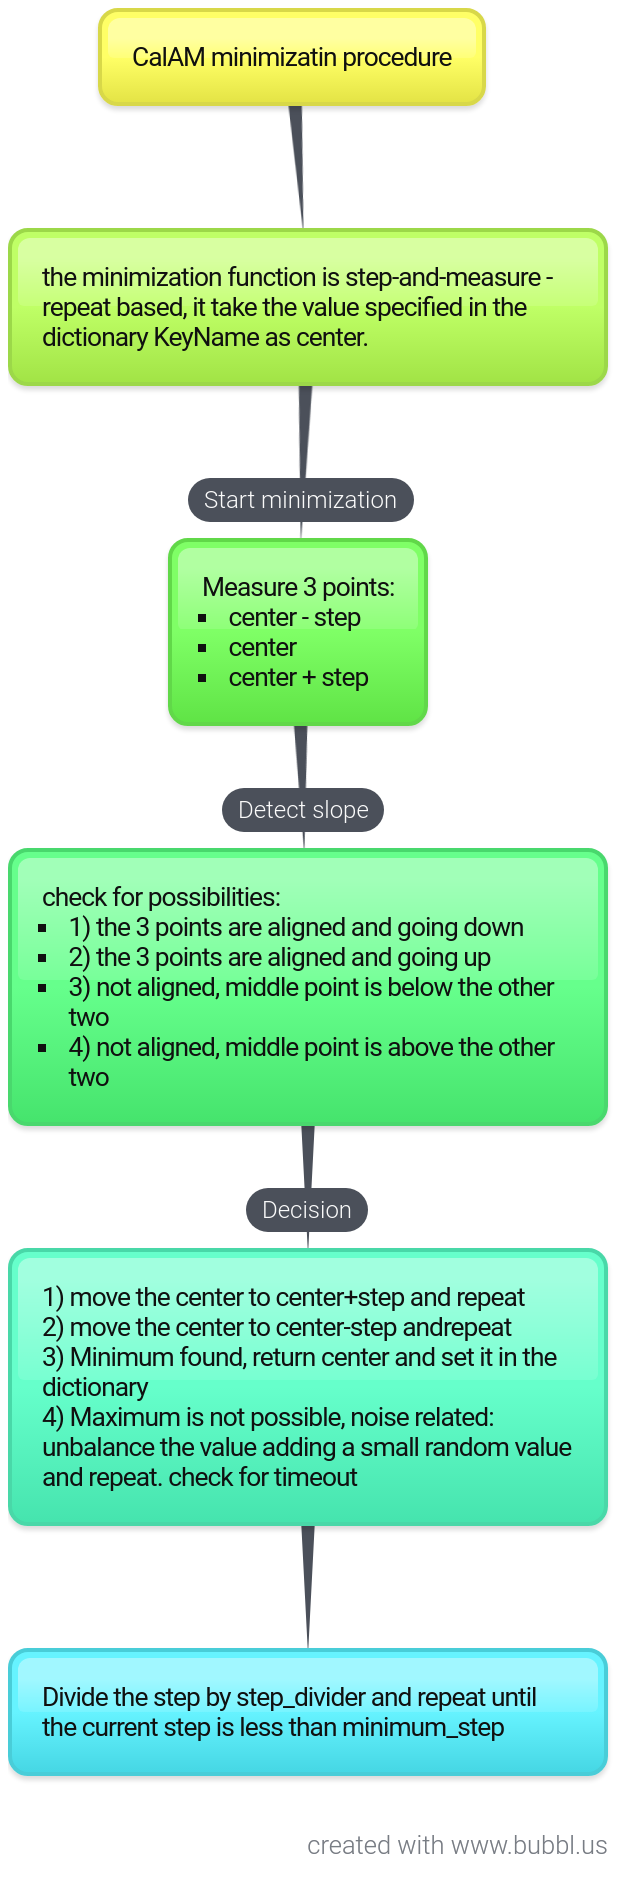 CalAM minimizatin procedure
the minimization function is step-and-measure -
repeat based, it take the value specified in the
dictionary KeyName as center.
Start minimization
Measure 3 points:
▪ center - step
▪ center
▪ center + step
Detect slope
check for possibilities:
▪ 1) the 3 points are aligned and going down
▪ 2) the 3 points are aligned and going up
▪ 3) not aligned, middle point is below the other
two
▪ 4) not aligned, middle point is above the other
two
Decision
1) move the center to center+step and repeat
2) move the center to center-step andrepeat
3) Minimum found, return center and set it in the
dictionary
4) Maximum is not possible, noise related:
unbalance the value adding a small random value
and repeat. check for timeout
Divide the step by step_divider and repeat until
the current step is less than minimum_step
created with www.bubbl.us